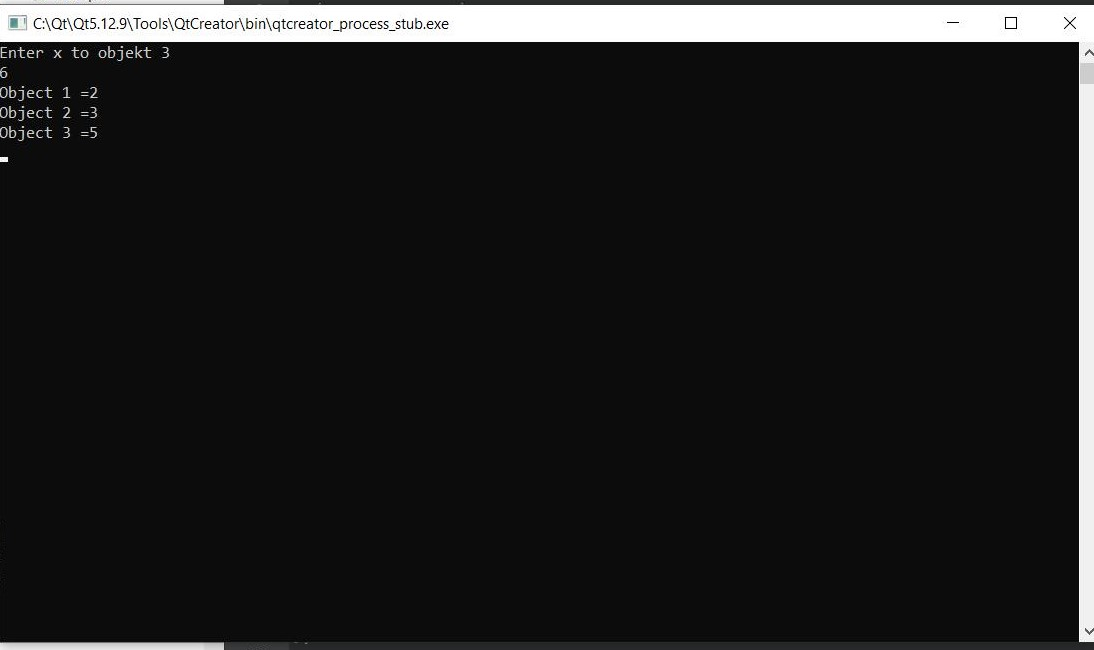 C:\Qt\Qt5.12.9\Tools\QtCreator\bin\qtcreator_process_stub.exe
Enter x to objekt 3
6
Object 1 =2
Object 2 =3
Object 3 =5